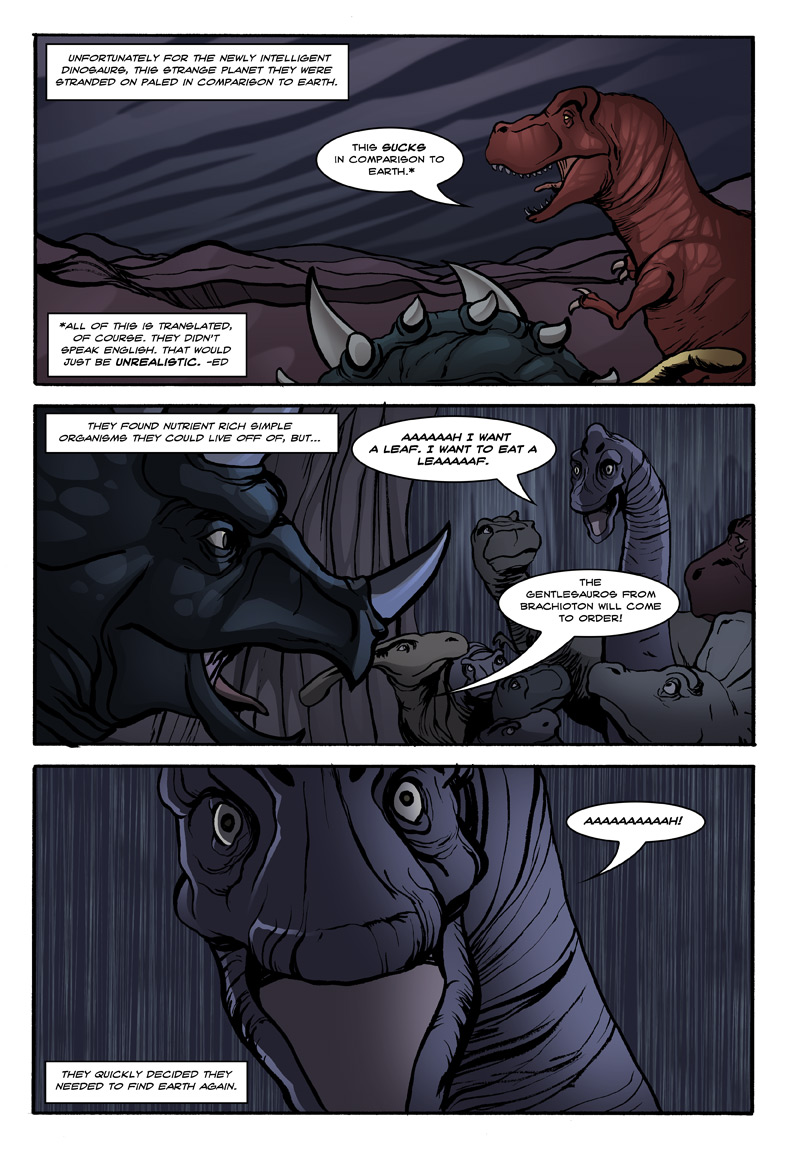 UNFORTUNATELY FOR THE NEWLY INTELLIGENT
DINOSAURS, THIS STRANGE PLANET THEY WERE
STRANDED ON PALED IN COMPARISON TO EARTH.
THIS SUCKS
IN COMPARISON TO
EARTH.*
*ALL OF THIS IS TRANSLATED,
OF COURSE. THEY DIDN'T
SPEAK ENGLISH. THAT WOULD
JUST BE UNREALISTIC. -ED
THEY FOUND NUTRIENT RICH SIMPLE
ORGANISMS THEY COULD LIVE OFF OF, BUT...
AAAAAAH I WANT
A LEAF. I WANT TO EAT A
LEAAAAAF.
THE
GENTLESAUROS FROM
BRACHIOTON WILL COME
TO ORDER!
AAAAAAAAAAH!
THEY QUICKLY DECIDED THEY
NEEDED TO FIND EARTH AGAIN.